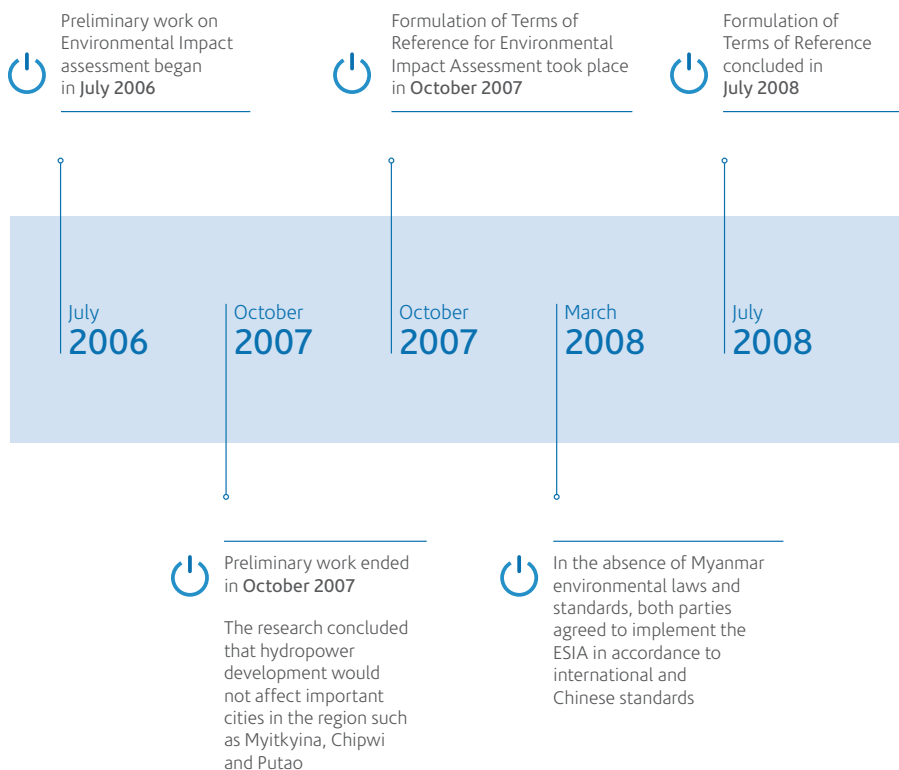 Preliminary work on
Environmental Impact
assessment began
in July 2006
Formulation of Terms of
Reference for Environmental
Impact Assessment took place
in October 2007
Formulation of
Terms of Reference
concluded in
July 2008
July
2006
October
2007
October
2007
March
2008
July
2008
Preliminary work ended
in October 2007
The research concluded
that hydropower
development would
not affect important
cities in the region such
as Myitkyina, Chipwi
and Putao
In the absence of Myanmar
environmental laws and
standards, both parties
agreed to implement the
ESIA in accordance to
international and
Chinese standards